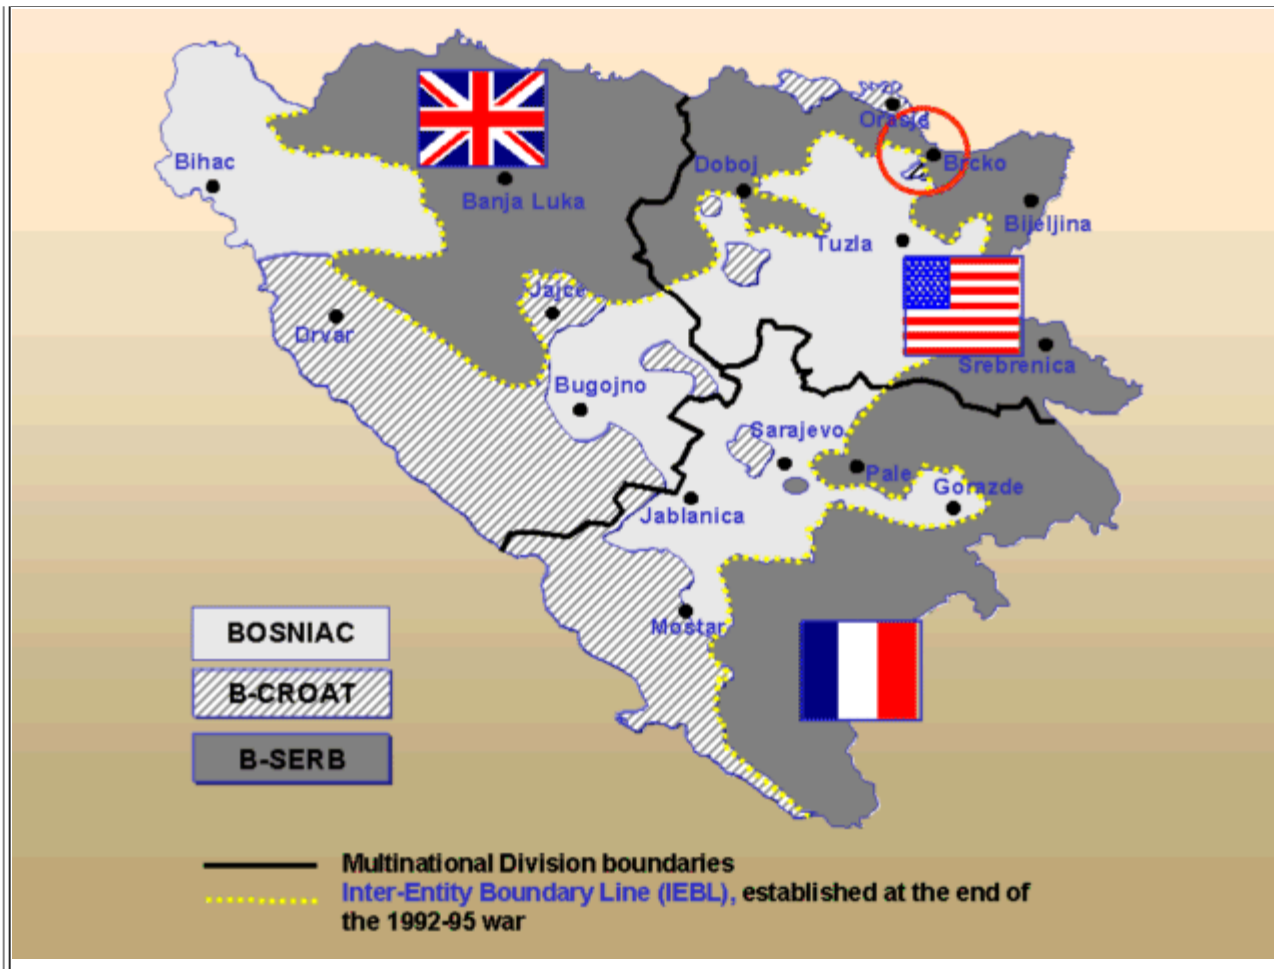 Orasje
Bihac
Doboj
Brcko
Banja Luka
Bijeljina
Tuzla
Jajce
Drvar
Srebrenica
Bugojno
Sarajevo
Pale
Gorazde
Jablanica
Mostar
BOSNIAC
B-CROAT
B-SERB
Multinational Division boundaries
Inter-Entity Boundary Line (IEBL), established at the end of
the 1992-95 war